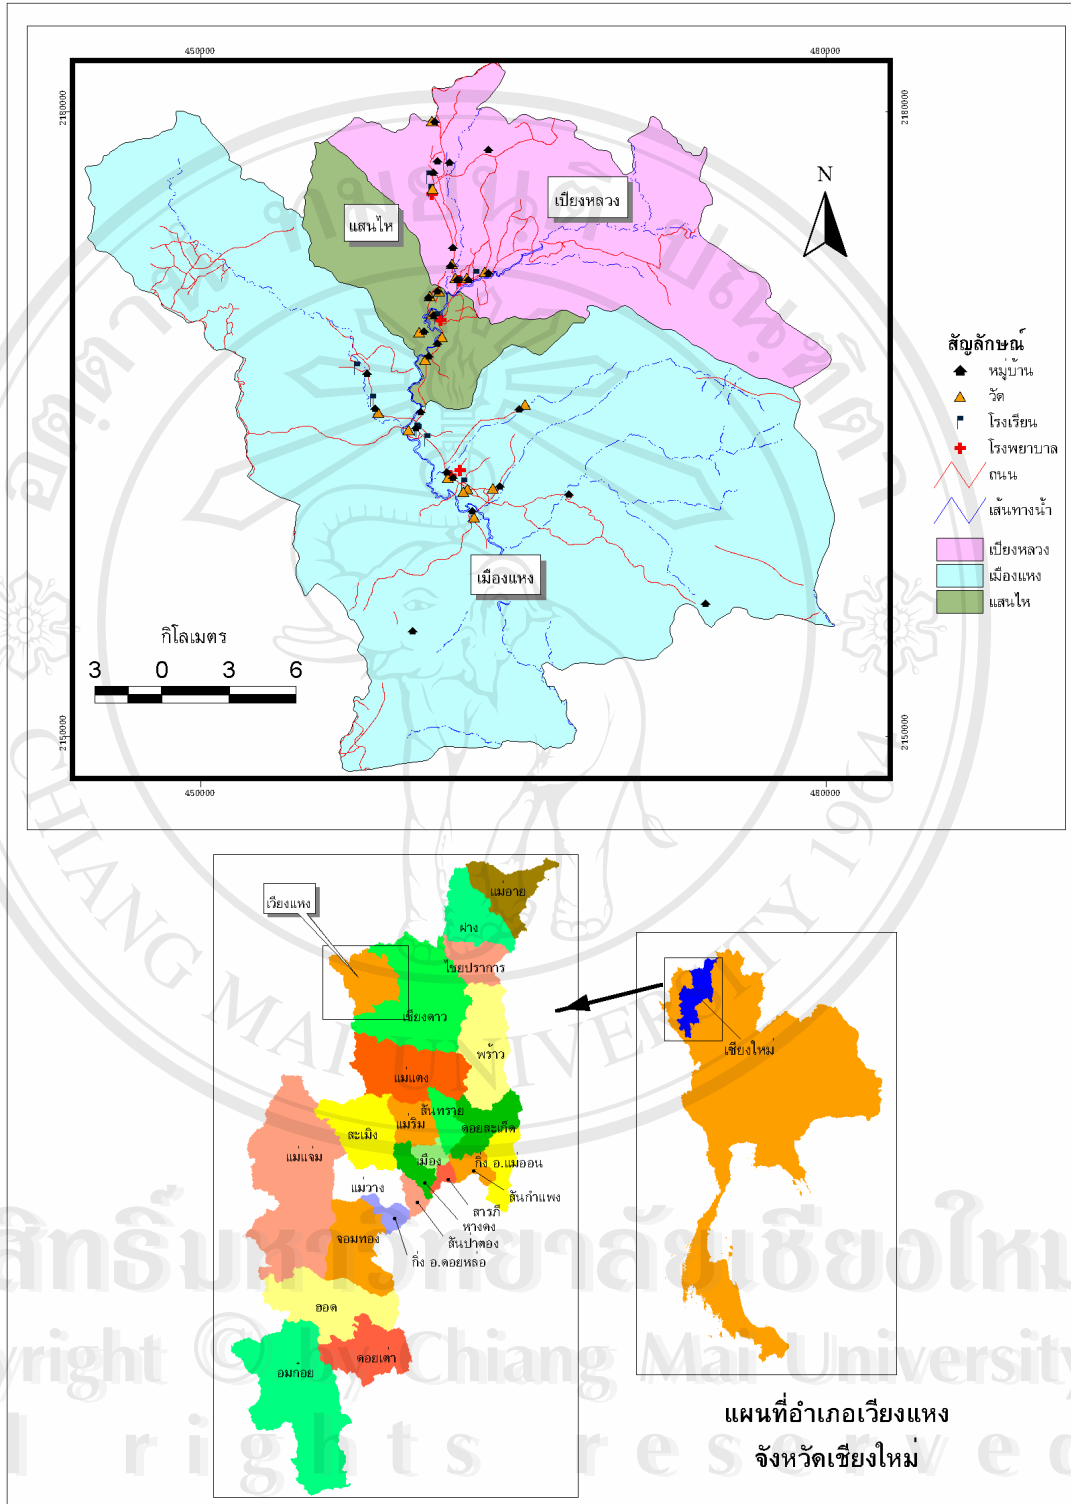 450000
480000
2180000
2180000
N
เปียงหลวง
แสนไห
สัญลักษณ์
หมู่บ้าน
วัด
โรงเรียน
โรงพยาบาล
ถนน
เส้นทางน้ำ
เปียงหลวง
เมืองแหง
แสนไห
เมืองแหง
กิโลเมตร
3 0 3 6
2150000
2150000
450000
480000
แม่อาย
เวียงแหง
ฝาง
ไชยปราการ
เชียงดาว
พร้าว
แม่แตง
สันทราย
แม่ริม
ดอยสะเก็ด
สะเมิง
แม่แจ่ม
เมือง
กิ่ง อ.แม่ออน
แม่วาง
สันกำแพง
สารภี
หางดง
สันป่าตอง
กิ่ง อ.ดอยหล่อ
จอมทอง
ฮอด
ดอยเต่า
อมก๋อย
เชียงใหม่
แผนที่อำเภอเวียงแหง
จังหวัดเชียงใหม่
CHIANG MAI UNIVERSITY 1964
yright © by Chiang Mai University
l rights reserved